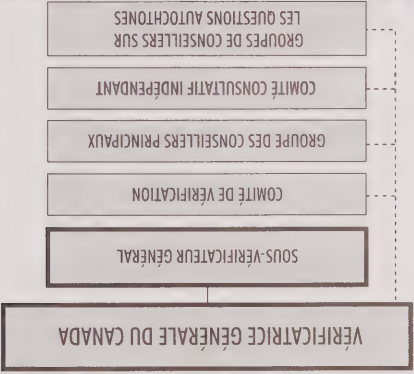 VÉRIFICATRICE GÉNÉRALE DU CANADA
SOUS-VÉRIFICATEUR GÉNÉRAL
COMITÉ DE VÉRIFICATION
GROUPE DES CONSEILLERS PRINCIPAUX
COMITÉ CONSULTATIF INDÉPENDANT
GROUPES DE CONSEILLERS SUR
LES QUESTIONS AUTOCHTONES